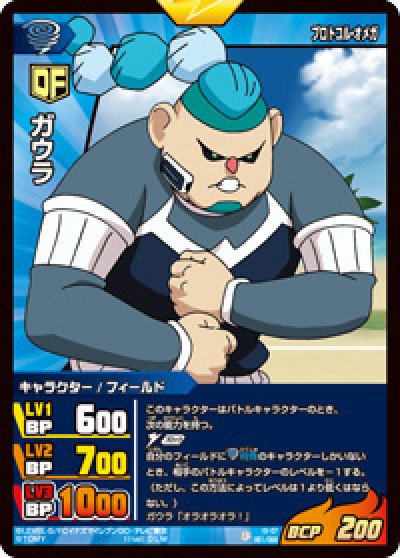 プロトコル・オメガ
DF
ガウラ
キャラクター / フィールド
LV1
BP 600
LV2
BP 700
LV3
BP 1000
このキャラクターはバトルキャラクターのとき、
次の能力を持つ。
自分のフィールドに のキャラクターしかいない
とき、相手のバトルキャラクターのレベルを－1する。
(ただし、この方法によってレベルは1より低くはなら
ない。)
ガウラ「オラオラオラ!」
BCP 200
©TOMY